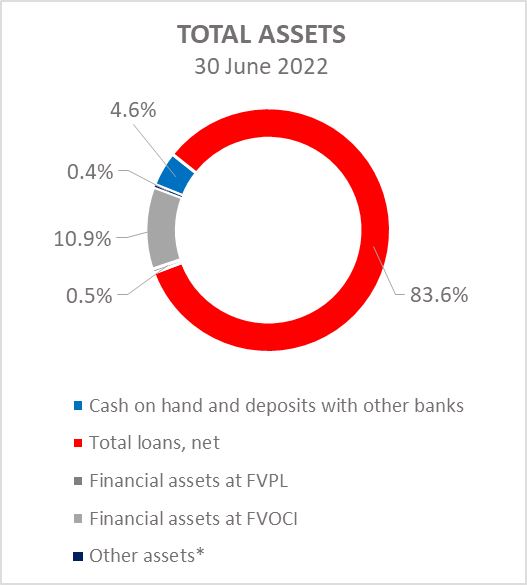 TOTAL ASSETS
30 June 2022
4.6%
0.4%
10.9%
0.5%
83.6%
Cash on hand and deposits with other banks
Total loans, net
Financial assets at FVPL
Financial assets at FVOCI
Other assets*